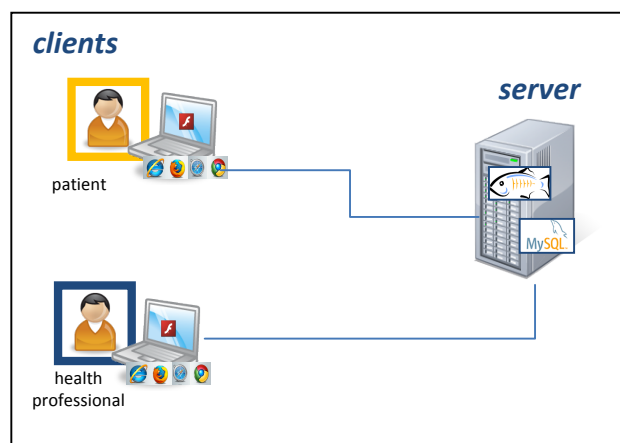 clients
server
patient
MySQL
health
professional